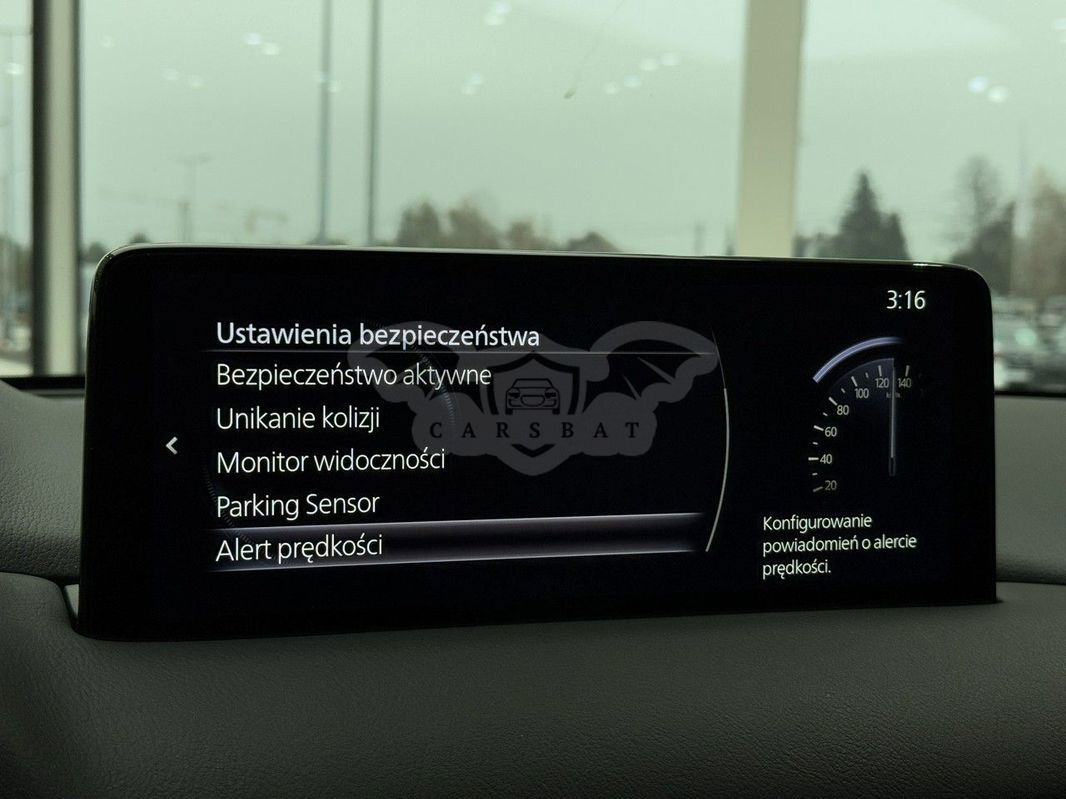 3:16
Ustawienia bezpieczeństwa
Bezpieczeństwo aktywne
Unikanie kolizji
CARSBAT
Monitor widoczności
Parking Sensor
Alert prędkości
140
120
100
80
60
40
20
km/h
Konfigurowanie
powiadomień o alercie
prędkości.